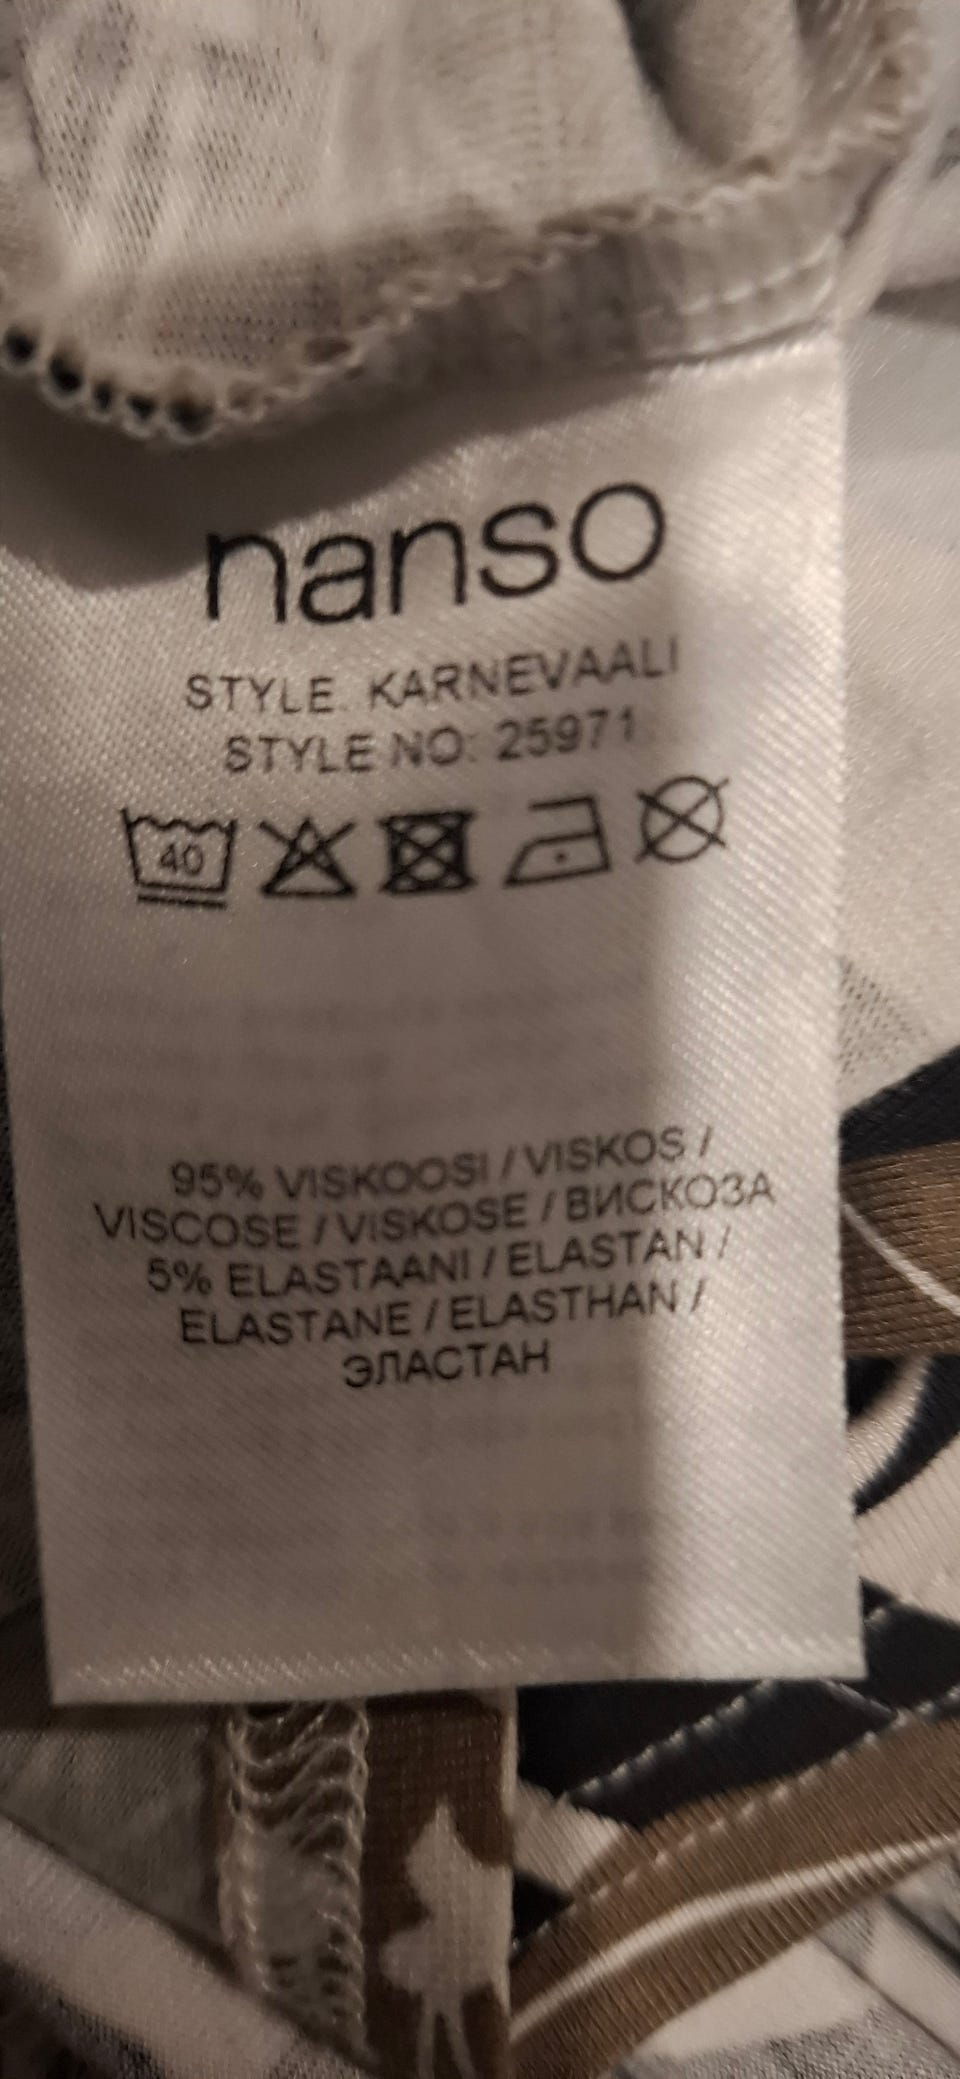 nanso
STYLE. KARNEVAALI
STYLE NO: 25971
40
95% VISKOOSI / VISKOS /
VISCOSE / VISKOSE / ВИСКОЗА
5% ELASTAANI / ELASTAN /
ELASTANE / ELASTHAN /
ЭЛАСТАН